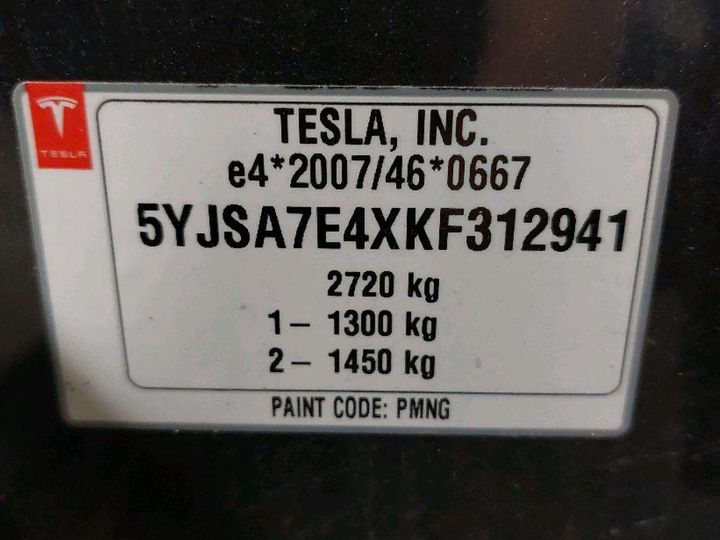 TESLA
TESLA, INC.
e4*2007/46*0667
5YJSA7E4XKF312941
2720 kg
1– 1300 kg
2– 1450 kg
PAINT CODE: PMNG